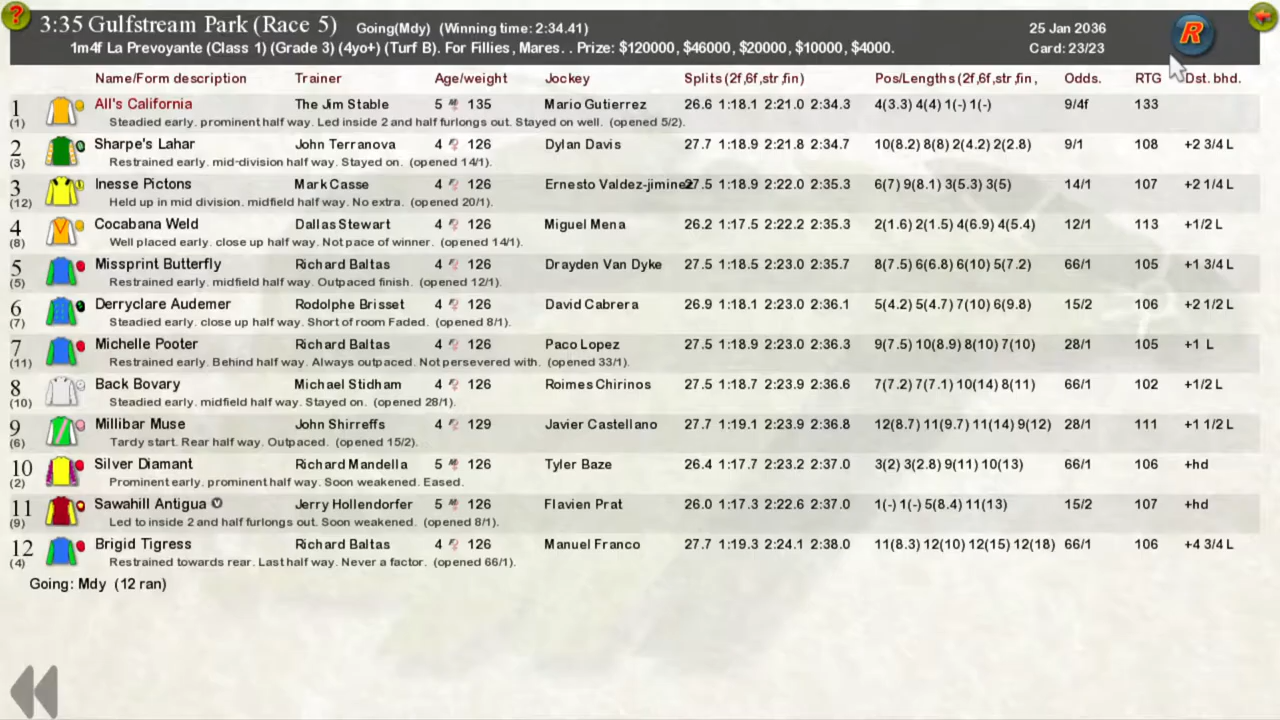 3:35 Gulfstream Park (Race 5) Going(Mdy) (Winning time: 2:34.41) 25 Jan 2036
1m4f La Prevoyante (Class 1) (Grade 3) (4yo+) (Turf B). For Fillies, Mares. . Prize: $120000, $46000, $20000, $10000, $4000. Card: 23/23
R
Name/Form description Trainer Age/weight Jockey Splits (2f,6f,str,fin) Pos/Lengths (2f,6f,str,fin, Odds. RTG Dst. bhd.
1 All's California The Jim Stable 5 135 Mario Gutierrez 26.6 1:18.1 2:21.0 2:34.3 4(3.3) 4(4) 1(-) 1(-) 9/4f 133
(1) Steadied early. prominent half way. Led inside 2 and half furlongs out. Stayed on well. (opened 5/2).
2 Sharpe's Lahar John Terranova 4 126 Dylan Davis 27.7 1:18.9 2:21.8 2:34.7 10(8.2) 8(8) 2(4.2) 2(2.8) 9/1 108 +2 3/4 L
(3) Restrained early. mid-division half way. Stayed on. (opened 14/1).
3 Inesse Pictons Mark Casse 4 126 Ernesto Valdez-jiminez 27.5 1:18.9 2:22.0 2:35.3 6(7) 9(8.1) 3(5.3) 3(5) 14/1 107 +2 1/4 L
(12) Held up in mid division. midfield half way. No extra. (opened 20/1).
4 Cocabana Weld Dallas Stewart 4 126 Miguel Mena 26.2 1:17.5 2:22.2 2:35.3 2(1.6) 2(1.5) 4(6.9) 4(5.4) 12/1 113 +1/2 L
(8) Well placed early. close up half way. Not pace of winner. (opened 14/1).
5 Missprint Butterfly Richard Baltas 4 126 Drayden Van Dyke 27.5 1:18.5 2:23.0 2:35.7 8(7.5) 6(6.8) 6(10) 5(7.2) 66/1 105 +1 3/4 L
(5) Restrained early. midfield half way. Outpaced finish. (opened 12/1).
6 Derryclare Audemer Rodolphe Brisset 4 126 David Cabrera 26.9 1:18.1 2:23.0 2:36.1 5(4.2) 5(4.7) 7(10) 6(9.8) 15/2 106 +2 1/2 L
(7) Steadied early. close up half way. Short of room Faded. (opened 8/1).
7 Michelle Pooter Richard Baltas 4 126 Paco Lopez 27.5 1:18.9 2:23.0 2:36.3 9(7.5) 10(8.9) 8(10) 7(10) 28/1 105 +1 L
(11) Restrained early. Behind half way. Always outpaced. Not persevered with. (opened 33/1).
8 Back Bovary Michael Stidham 4 126 Roimes Chirinos 27.5 1:18.7 2:23.9 2:36.6 7(7.2) 7(7.1) 10(14) 8(11) 66/1 102 +1/2 L
(10) Steadied early. midfield half way. Stayed on. (opened 28/1).
9 Millibar Muse John Shirreffs 4 129 Javier Castellano 27.7 1:19.1 2:23.9 2:36.8 12(8.7) 11(9.7) 11(14) 9(12) 28/1 111 +1 1/2 L
(6) Tardy start. Rear half way. Outpaced. (opened 15/2).
10 Silver Diamant Richard Mandella 5 126 Tyler Baze 26.4 1:17.7 2:23.2 2:37.0 3(2) 3(2.8) 9(11) 10(13) 66/1 106 +hd
(2) Prominent early. prominent half way. Soon weakened. Eased.
11 Sawahill Antigua V Jerry Hollendorfer 5 126 Flavien Prat 26.0 1:17.3 2:22.6 2:37.0 1(-) 1(-) 5(8.4) 11(13) 15/2 107 +hd
(9) Led to inside 2 and half furlongs out. Soon weakened. (opened 8/1).
12 Brigid Tigress Richard Baltas 4 126 Manuel Franco 27.7 1:19.3 2:24.1 2:38.0 11(8.3) 12(10) 12(15) 12(18) 66/1 106 +4 3/4 L
(4) Restrained towards rear. Last half way. Never a factor. (opened 66/1).
Going: Mdy (12 ran)